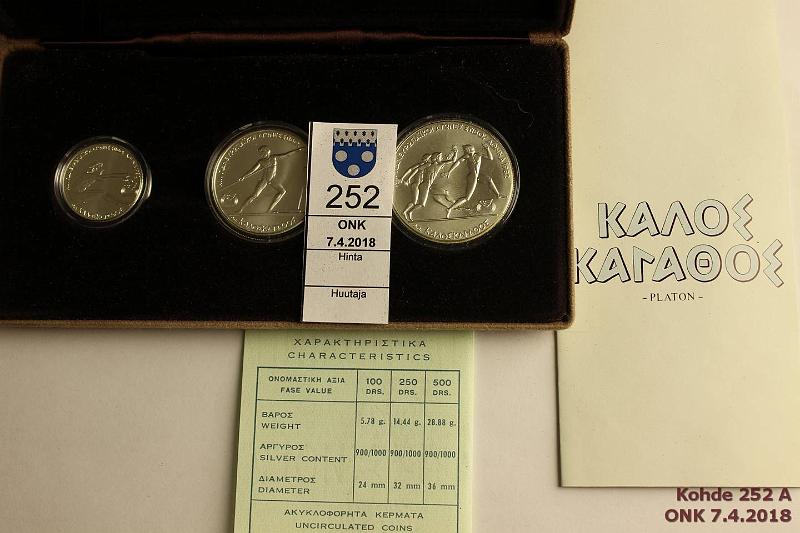 252
ONK
7.4.2018
Hinta
Huutaja
ΚΑΛΟΣ
ΚΑΓΑΘΟΣ
- PLATON -
ΧΑΡΑΚΤΗΡΙΣΤΙΚΑ
CHARACTERISTICS
ΟΝΟΜΑΣΤΙΚΗ ΑΞΙΑ
FASE VALUE
100 DRS.
250 DRS.
500 DRS.
ΒΑΡΟΣ
WEIGHT
5.78 g.
14.44 g.
28.88 g.
ΑΡΓΥΡΟΣ
SILVER CONTENT
900/1000
900/1000
900/1000
ΔΙΑΜΕΤΡΟΣ
DIAMETER
24 mm
32 mm
36 mm
ΑΚΥΚΛΟΦΟΡΗΤΑ ΚΕΡΜΑΤΑ
UNCIRCULATED COINS
Kohde 252 A
ONK 7.4.2018